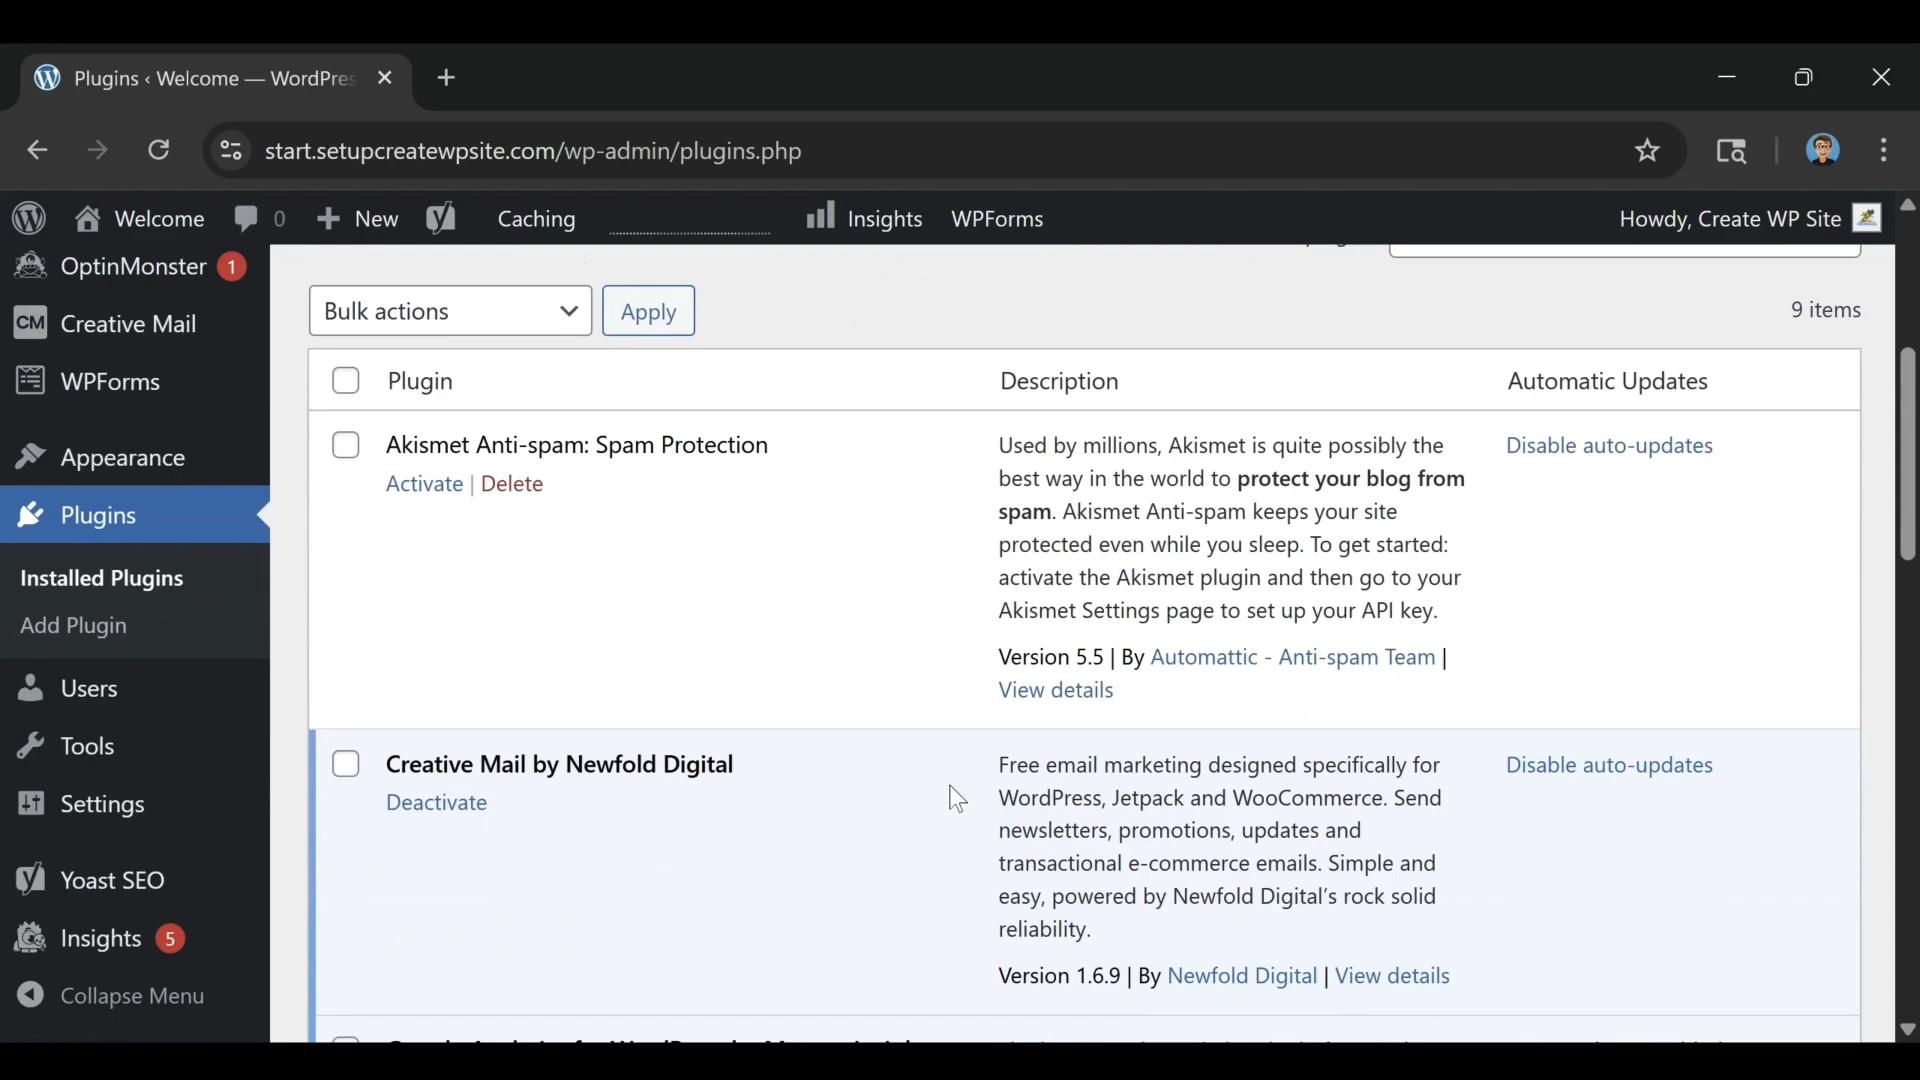 Plugins ‹ Welcome — WordPres
start.setupcreatewpsite.com/wp-admin/plugins.php
Welcome 0 New Caching Insights WPForms Howdy, Create WP Site
OptinMonster 1
CM Creative Mail
WPForms
Appearance
Plugins
Installed Plugins
Add Plugin
Users
Tools
Settings
Yoast SEO
Insights 5
Collapse Menu
Bulk actions Apply 9 items
Plugin Description Automatic Updates
Akismet Anti-spam: Spam Protection
Activate | Delete
Used by millions, Akismet is quite possibly the
best way in the world to protect your blog from
spam. Akismet Anti-spam keeps your site
protected even while you sleep. To get started:
activate the Akismet plugin and then go to your
Akismet Settings page to set up your API key.
Version 5.5 | By Automattic - Anti-spam Team |
View details
Disable auto-updates
Creative Mail by Newfold Digital
Deactivate
Free email marketing designed specifically for
WordPress, Jetpack and WooCommerce. Send
newsletters, promotions, updates and
transactional e-commerce emails. Simple and
easy, powered by Newfold Digital's rock solid
reliability.
Version 1.6.9 | By Newfold Digital | View details
Disable auto-updates